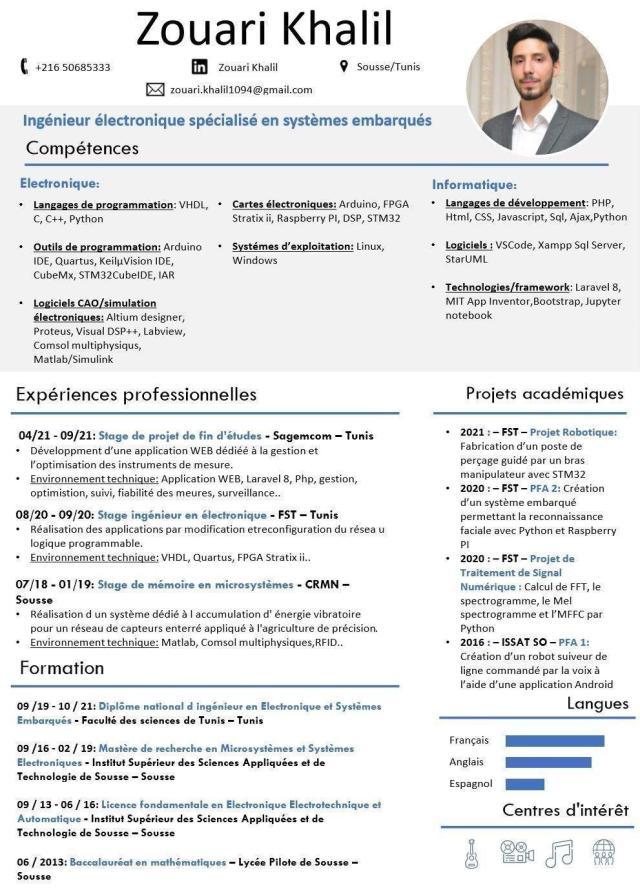 Zouari Khalil
+216 50685333
in Zouari Khalil
Sousse/Tunis
zouari.khalil1094@gmail.com
Ingénieur électronique spécialisé en systèmes embarqués
Compétences
Electronique:
• Langages de programmation: VHDL,
C, C++, Python
• Outils de programmation: Arduino
IDE, Quartus, KeilµVision IDE,
CubeMx, STM32CubeIDE, IAR
• Logiciels CAO/simulation
électroniques: Altium designer,
Proteus, Visual DSP++, Labview,
Comsol multiphysiqus,
Matlab/Simulink
• Cartes électroniques: Arduino, FPGA
Stratix ii, Raspberry PI, DSP, STM32
• Systémes d’exploitation: Linux,
Windows
Informatique:
• Langages de développement: PHP,
Html, CSS, Javascript, Sql, Ajax,Python
• Logiciels : VSCode, Xampp Sql Server,
StarUML
• Technologies/framework: Laravel 8,
MIT App Inventor,Bootstrap, Jupyter
notebook
Expériences professionnelles
04/21 - 09/21: Stage de projet de fin d'études - Sagemcom – Tunis
• Développment d’une application WEB dédiéé à la gestion et
l’optimisation des instruments de mesure.
• Environnement technique: Application WEB, Laravel 8, Php, gestion,
optimistion, suivi, fiabilité des meures, surveillance..
08/20 - 09/20: Stage ingénieur en électronique - FST – Tunis
• Réalisation des applications par modification etreconfiguration du résea u
logique programmable.
• Environnement technique: VHDL, Quartus, FPGA Stratix ii..
07/18 - 01/19: Stage de mémoire en microsystèmes - CRMN –
Sousse
• Réalisation d un système dédié à l accumulation d' énergie vibratoire
pour un réseau de capteurs enterré appliqué à l'agriculture de précision.
• Environnement technique: Matlab, Comsol multiphysiques,RFID..
Formation
09 /19 - 10 / 21: Diplôme national d ingénieur en Electronique et Systèmes
Embarqués - Faculté des sciences de Tunis – Tunis
09 /16 - 02 / 19: Mastère de recherche en Microsystèmes et Systèmes
Electroniques - Institut Supérieur des Sciences Appliquées et de
Technologie de Sousse – Sousse
09 / 13 - 06 / 16: Licence fondamentale en Electronique Electrotechnique et
Automatique - Institut Supérieur des Sciences Appliquées et de
Technologie de Sousse – Sousse
06 / 2013: Baccalauréat en mathématiques – Lycée Pilote de Sousse –
Sousse
Projets académiques
• 2021 : – FST – Projet Robotique:
Fabrication d’un poste de
perçage guidé par un bras
manipulateur avec STM32
• 2020 : – FST – PFA 2: Création
d’un système embarqué
permettant la reconnaissance
faciale avec Python et Raspberry
PI
• 2020 : – FST – Projet de
Traitement de Signal
Numérique : Calcul de FFT, le
spectrogramme, le Mel
spectrogramme et l’MFFC par
Python
• 2016 : – ISSAT SO – PFA 1:
Création d’un robot suiveur de
ligne commandé par la voix à
l’aide d’une application Android
Langues
Français
Anglais
Espagnol
Centres d'intérêt